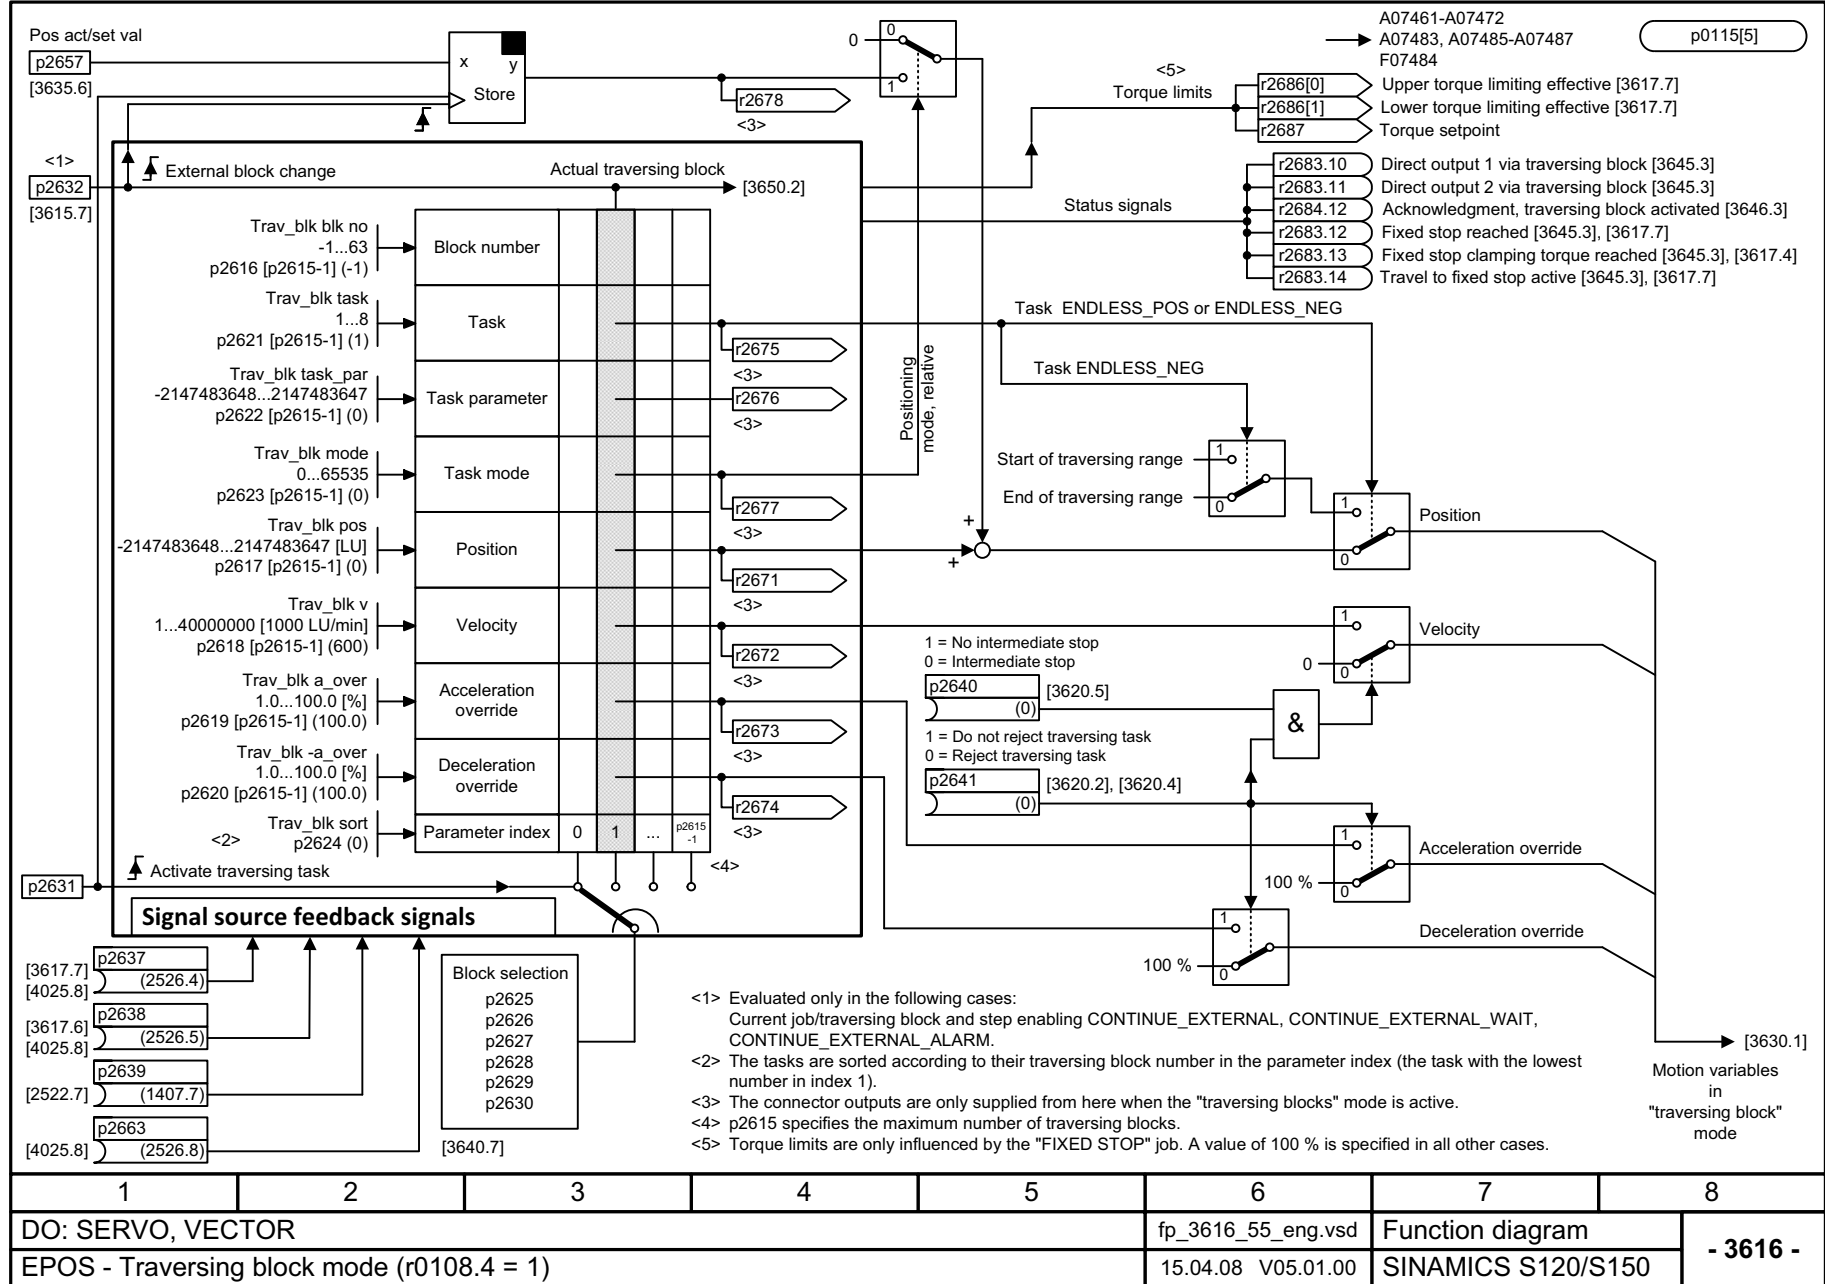 Pos act/set val
p2657
[3635.6]
x
y
Store
r2678
<3>
0
0
1
A07461-A07472
A07483, A07485-A07487
F07484
p0115[5]
<5>
Torque limits
r2686[0]
Upper torque limiting effective [3617.7]
r2686[1]
Lower torque limiting effective [3617.7]
r2687
Torque setpoint
<1>
p2632
[3615.7]
External block change
Actual traversing block
[3650.2]
Status signals
r2683.10
Direct output 1 via traversing block [3645.3]
r2683.11
Direct output 2 via traversing block [3645.3]
r2684.12
Acknowledgment, traversing block activated [3646.3]
r2683.12
Fixed stop reached [3645.3], [3617.7]
r2683.13
Fixed stop clamping torque reached [3645.3], [3617.4]
r2683.14
Travel to fixed stop active [3645.3], [3617.7]
Trav_blk blk no
-1...63
p2616 [p2615-1] (-1)
Block number
Trav_blk task
1...8
p2621 [p2615-1] (1)
Task
r2675
<3>
Trav_blk task_par
-2147483648...2147483647
p2622 [p2615-1] (0)
Task parameter
r2676
<3>
Trav_blk mode
0...65535
p2623 [p2615-1] (0)
Task mode
r2677
<3>
Trav_blk pos
-2147483648...2147483647 [LU]
p2617 [p2615-1] (0)
Position
r2671
<3>
Trav_blk v
1...40000000 [1000 LU/min]
p2618 [p2615-1] (600)
Velocity
r2672
<3>
Trav_blk a_over
1.0...100.0 [%]
p2619 [p2615-1] (100.0)
Acceleration
override
r2673
<3>
Trav_blk -a_over
1.0...100.0 [%]
p2620 [p2615-1] (100.0)
Deceleration
override
r2674
<3>
<2>
Trav_blk sort
p2624 (0)
Parameter index
0
1
...
p2615
-1
<4>
Positioning
mode, relative
Task ENDLESS_POS or ENDLESS_NEG
Task ENDLESS_NEG
Start of traversing range
End of traversing range
1
0
1
0
Position
+
+
1
0
0
Velocity
1 = No intermediate stop
0 = Intermediate stop
p2640
(0)
[3620.5]
&
1 = Do not reject traversing task
0 = Reject traversing task
p2641
(0)
[3620.2], [3620.4]
1
100 %
0
Acceleration override
1
100 %
0
Deceleration override
p2631
Activate traversing task
Signal source feedback signals
[3617.7]
[4025.8]
p2637
(2526.4)
[3617.6]
[4025.8]
p2638
(2526.5)
[2522.7]
p2639
(1407.7)
[4025.8]
p2663
(2526.8)
Block selection
p2625
p2626
p2627
p2628
p2629
p2630
[3640.7]
<1> Evaluated only in the following cases:
Current job/traversing block and step enabling CONTINUE_EXTERNAL, CONTINUE_EXTERNAL_WAIT,
CONTINUE_EXTERNAL_ALARM.
<2> The tasks are sorted according to their traversing block number in the parameter index (the task with the lowest
number in index 1).
<3> The connector outputs are only supplied from here when the "traversing blocks" mode is active.
<4> p2615 specifies the maximum number of traversing blocks.
<5> Torque limits are only influenced by the "FIXED STOP" job. A value of 100 % is specified in all other cases.
[3630.1]
Motion variables
in
"traversing block"
mode
1 2 3 4 5 6 7 8
DO: SERVO, VECTOR
fp_3616_55_eng.vsd
Function diagram
- 3616 -
EPOS - Traversing block mode (r0108.4 = 1)
15.04.08 V05.01.00
SINAMICS S120/S150